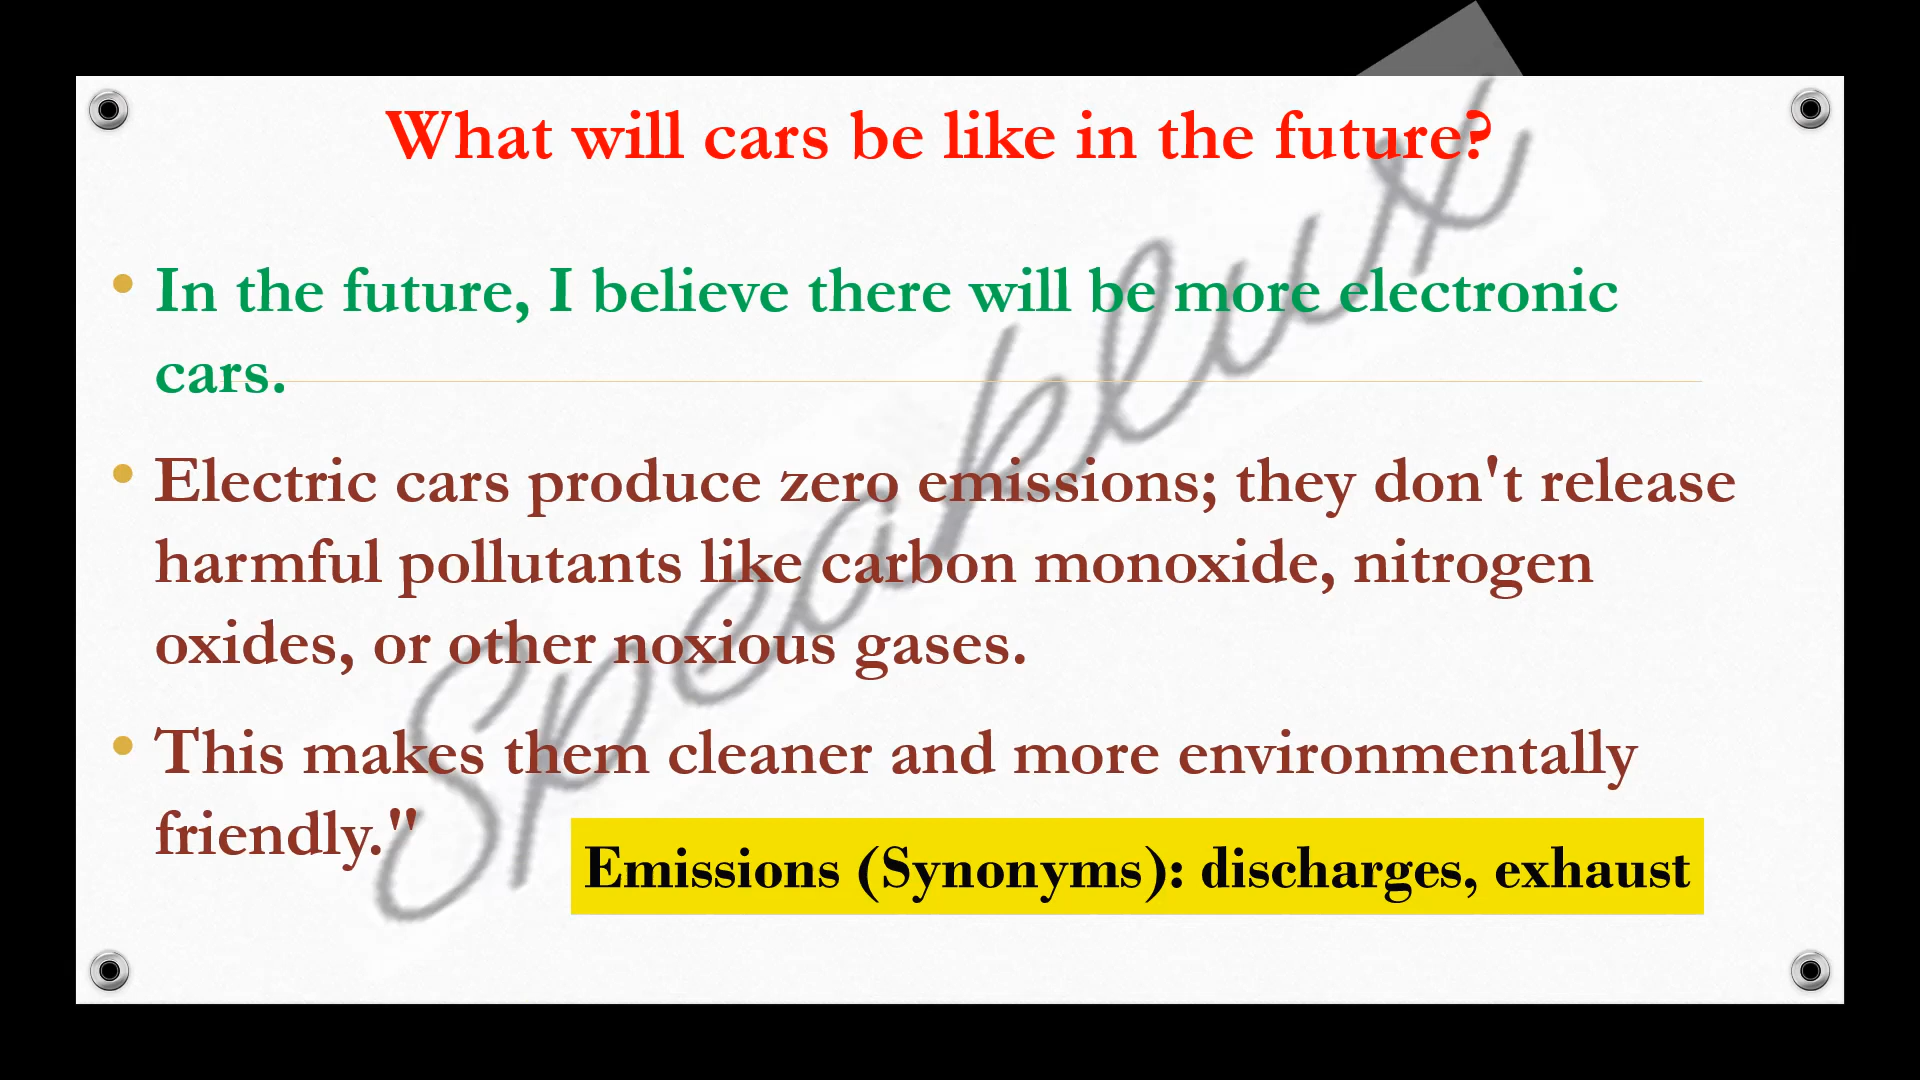 What will cars be like in the future?
In the future, I believe there will be more electronic
cars.
Electric cars produce zero emissions; they don't release
harmful pollutants like carbon monoxide, nitrogen
oxides, or other noxious gases.
This makes them cleaner and more environmentally
friendly."
Emissions (Synonyms): discharges, exhaust
Speaklux